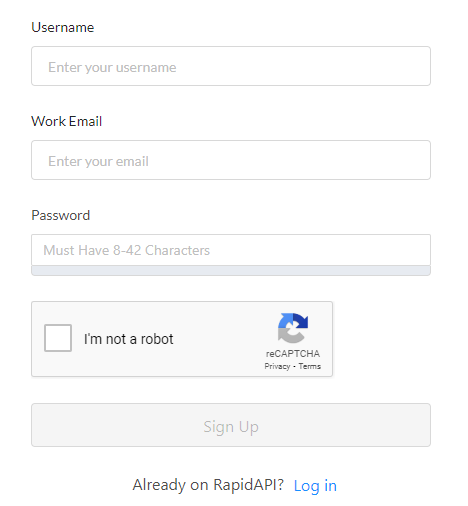 Username
Enter your username
Work Email
Enter your email
Password
Must Have 8-42 Characters
I'm not a robot
reCAPTCHA
Privacy - Terms
Sign Up
Already on RapidAPI? Log in